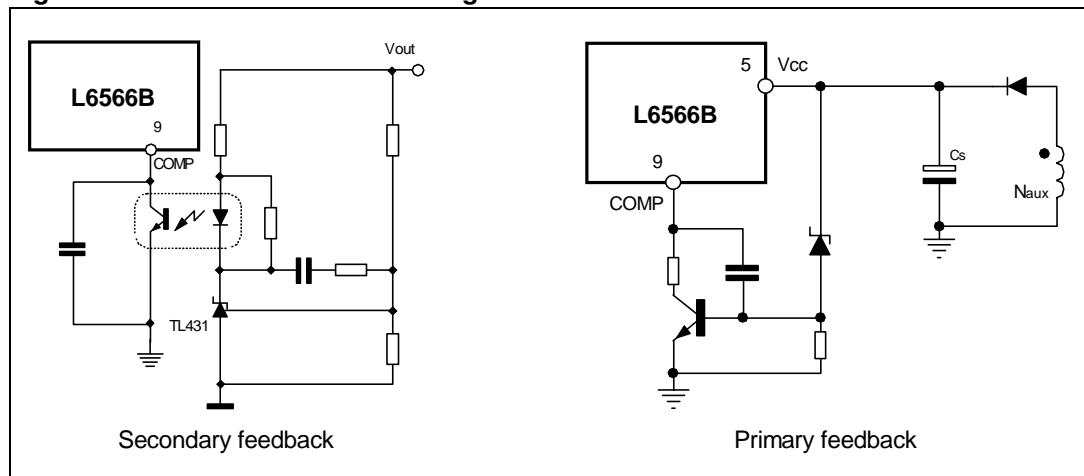 Vout
L6566B
9
COMP
TL431
Secondary feedback
5
Vcc
L6566B
9
COMP
Cs
Naux
Primary feedback